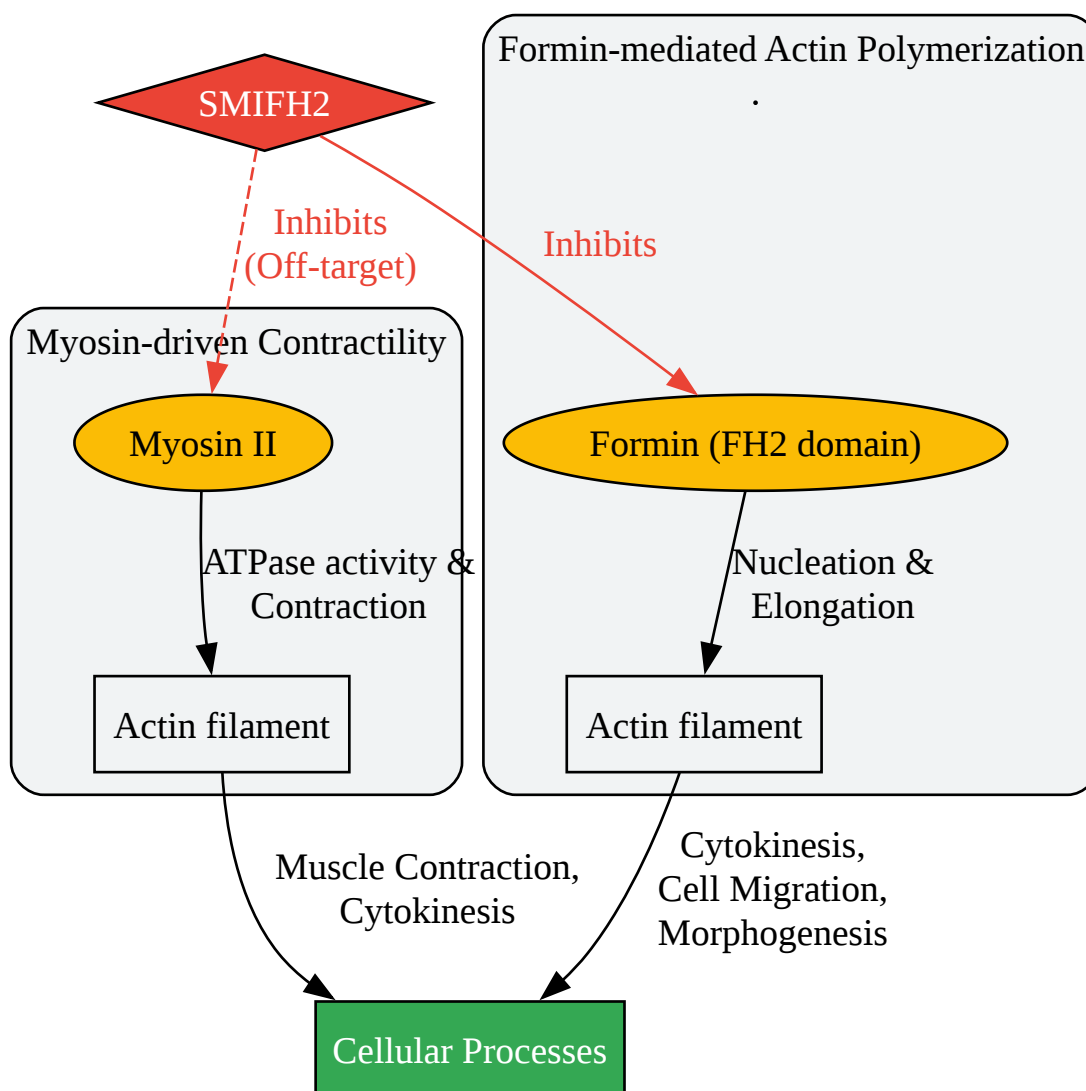 Formin-mediated Actin Polymerization
.
SMIFH2
Inhibits
(Off-target)
Inhibits
Myosin-driven Contractility
Myosin II
Formin (FH2 domain)
ATPase activity &
Contraction
Nucleation &
Elongation
Actin filament
Actin filament
Muscle Contraction,
Cytokinesis
Cytokinesis,
Cell Migration,
Morphogenesis
Cellular Processes